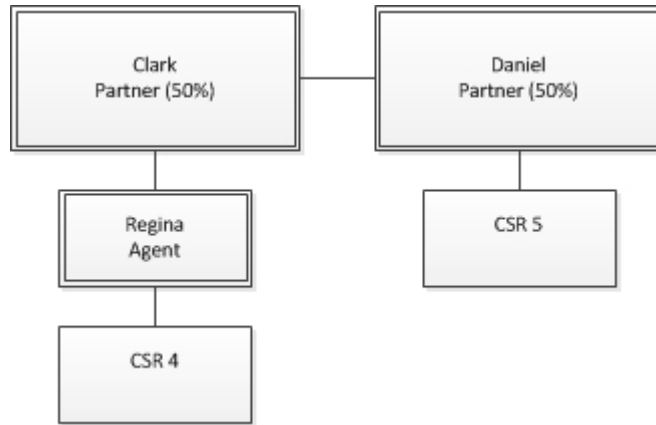 Clark
Partner (50%)
Daniel
Partner (50%)
Regina
Agent
CSR 5
CSR 4